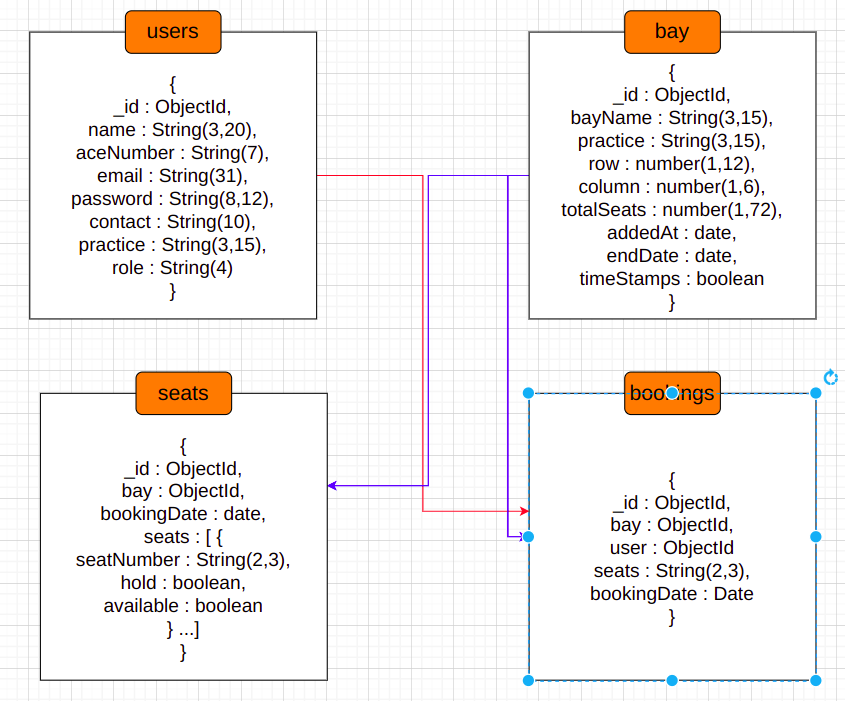 users
{
_id : ObjectId,
name : String(3,20),
aceNumber : String(7),
email : String(31),
password : String(8,12),
contact : String(10),
practice : String(3,15),
role : String(4)
}
bay
{
_id : ObjectId,
bayName : String(3,15),
practice : String(3,15),
row : number(1,12),
column : number(1,6),
totalSeats : number(1,72),
addedAt : date,
endDate : date,
timeStamps : boolean
}
seats
{
_id : ObjectId,
bay : ObjectId,
bookingDate : date,
seats : [ {
seatNumber : String(2,3),
hold : boolean,
available : boolean
} ...]
}
bookings
{
_id : ObjectId,
bay : ObjectId,
user : ObjectId
seats : String(2,3),
bookingDate : Date
}